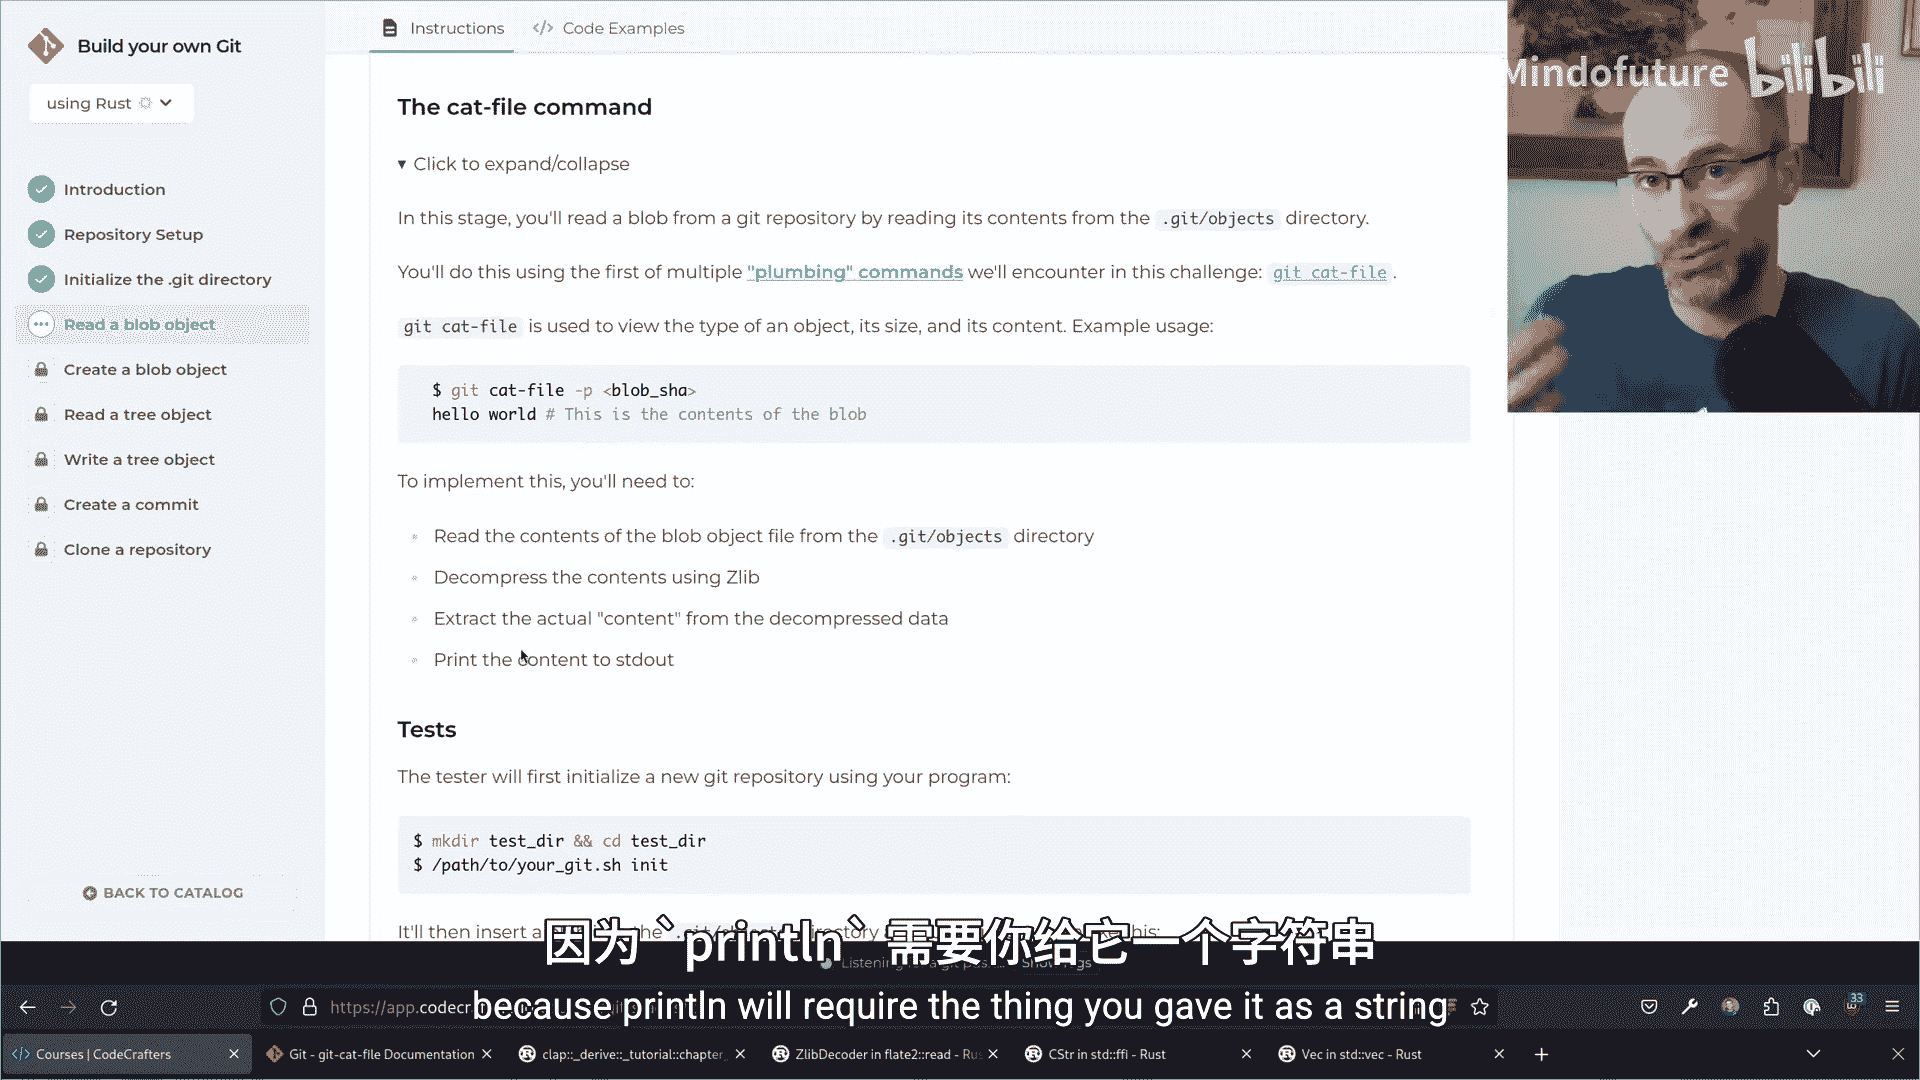 Build your own Git
using Rust
Introduction
Repository Setup
Initialize the .git directory
Read a blob object
Create a blob object
Read a tree object
Write a tree object
Create a commit
Clone a repository
BACK TO CATALOG
Instructions
</> Code Examples
The cat-file command
▾ Click to expand/collapse
In this stage, you'll read a blob from a git repository by reading its contents from the .git/objects directory.
You'll do this using the first of multiple "plumbing" commands we'll encounter in this challenge: git cat-file .
git cat-file is used to view the type of an object, its size, and its content. Example usage:
$ git cat-file -p <blob_sha>
hello world # This is the contents of the blob
To implement this, you'll need to:
Read the contents of the blob object file from the .git/objects directory
Decompress the contents using Zlib
Extract the actual "content" from the decompressed data
Print the content to stdout
Tests
The tester will first initialize a new git repository using your program:
$ mkdir test_dir && cd test_dir
$ /path/to/your_git.sh init
It'll then insert a
Mindofuture bilibili
因为`println`需要你给它一个字符串
because println will require the thing you gave it as a string
https://app.codecr
33
</> Courses | CodeCrafters
Git - git-cat-file Documentation
clap::_derive::_tutorial::chapter
ZlibDecoder in flate2::read - Rus
CStr in std::ffi - Rust
Vec in std::vec - Rust